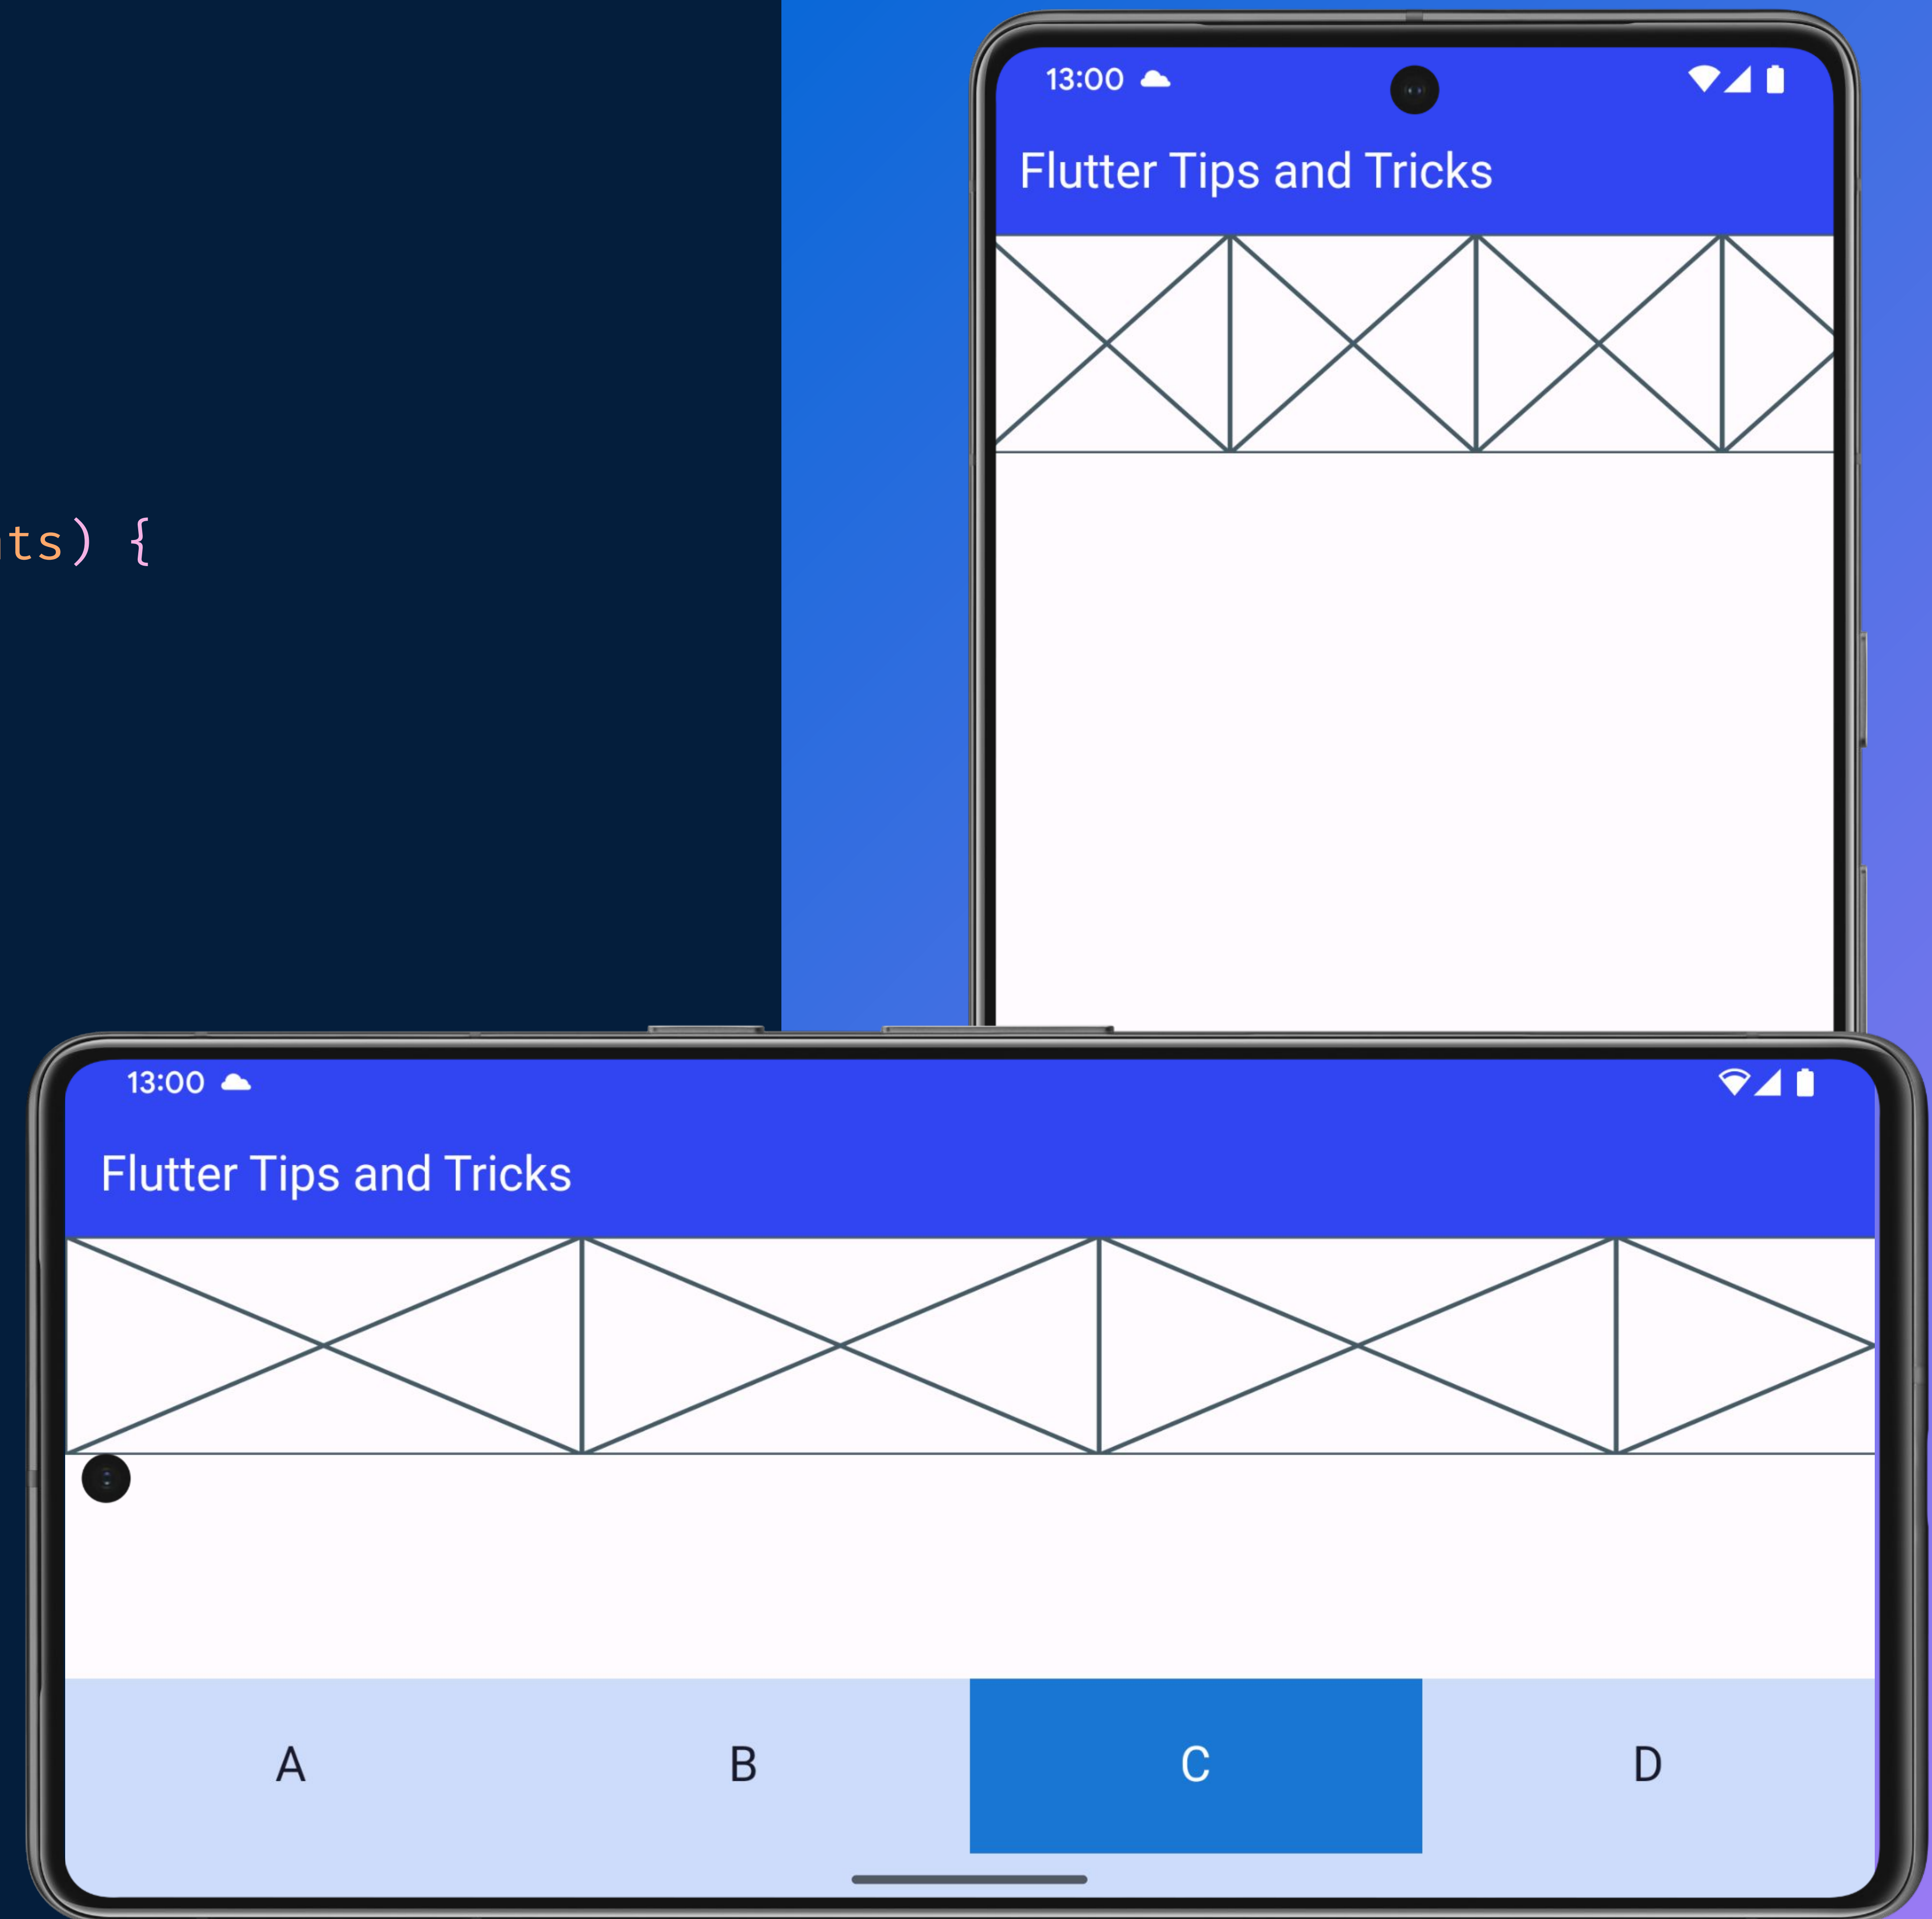 ts) {
13:00
Flutter Tips and Tricks
13:00
Flutter Tips and Tricks
A B C D